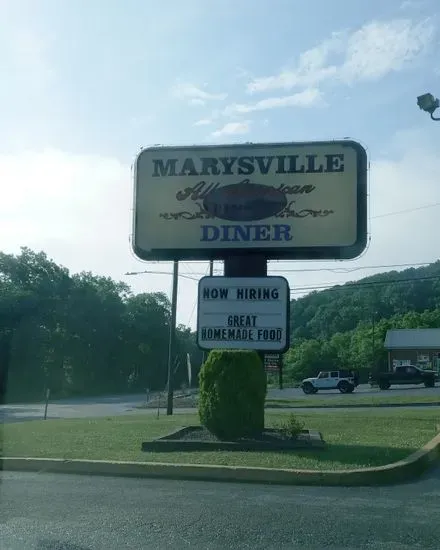 MARYSVILLE
All American
DINER
NOW HIRING
GREAT
HOMEMADE FOOD